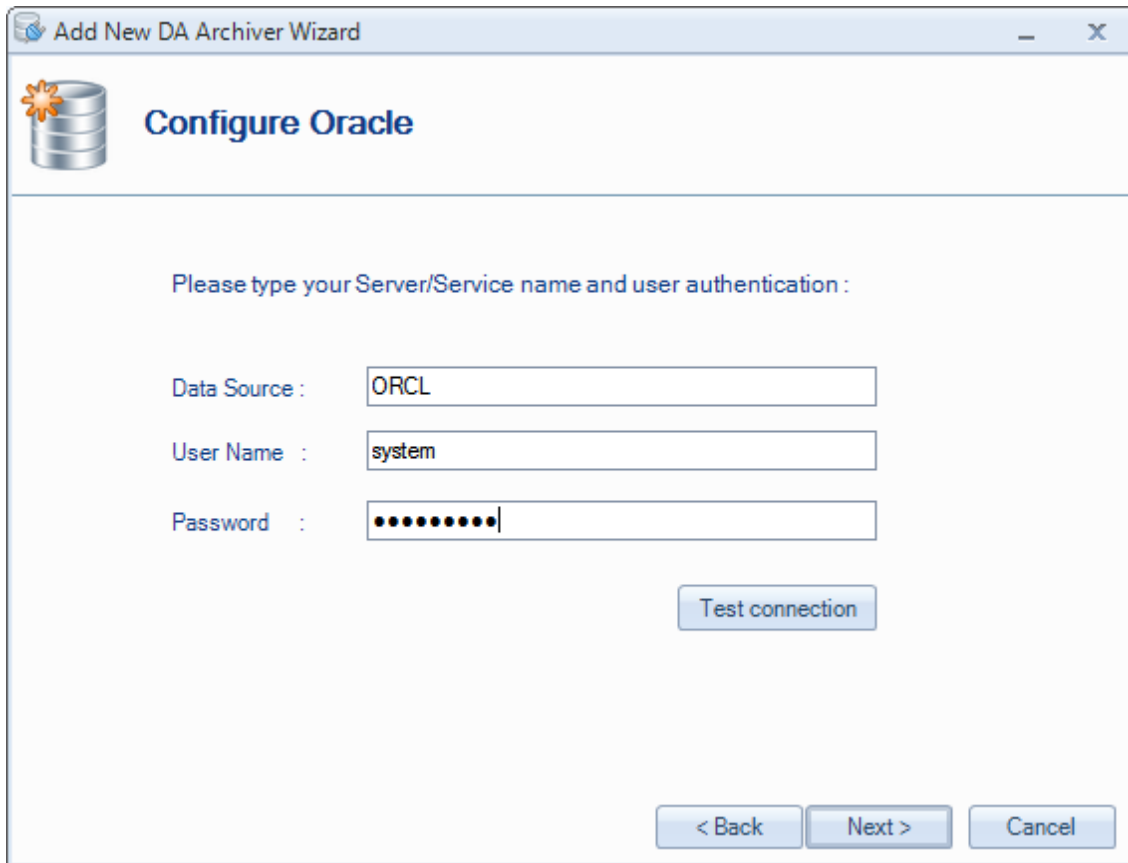 Add New DA Archiver Wizard
Configure Oracle
Please type your Server/Service name and user authentication :
Data Source : ORCL
User Name : system
Password : ●●●●●●●●●
Test connection
< Back Next > Cancel